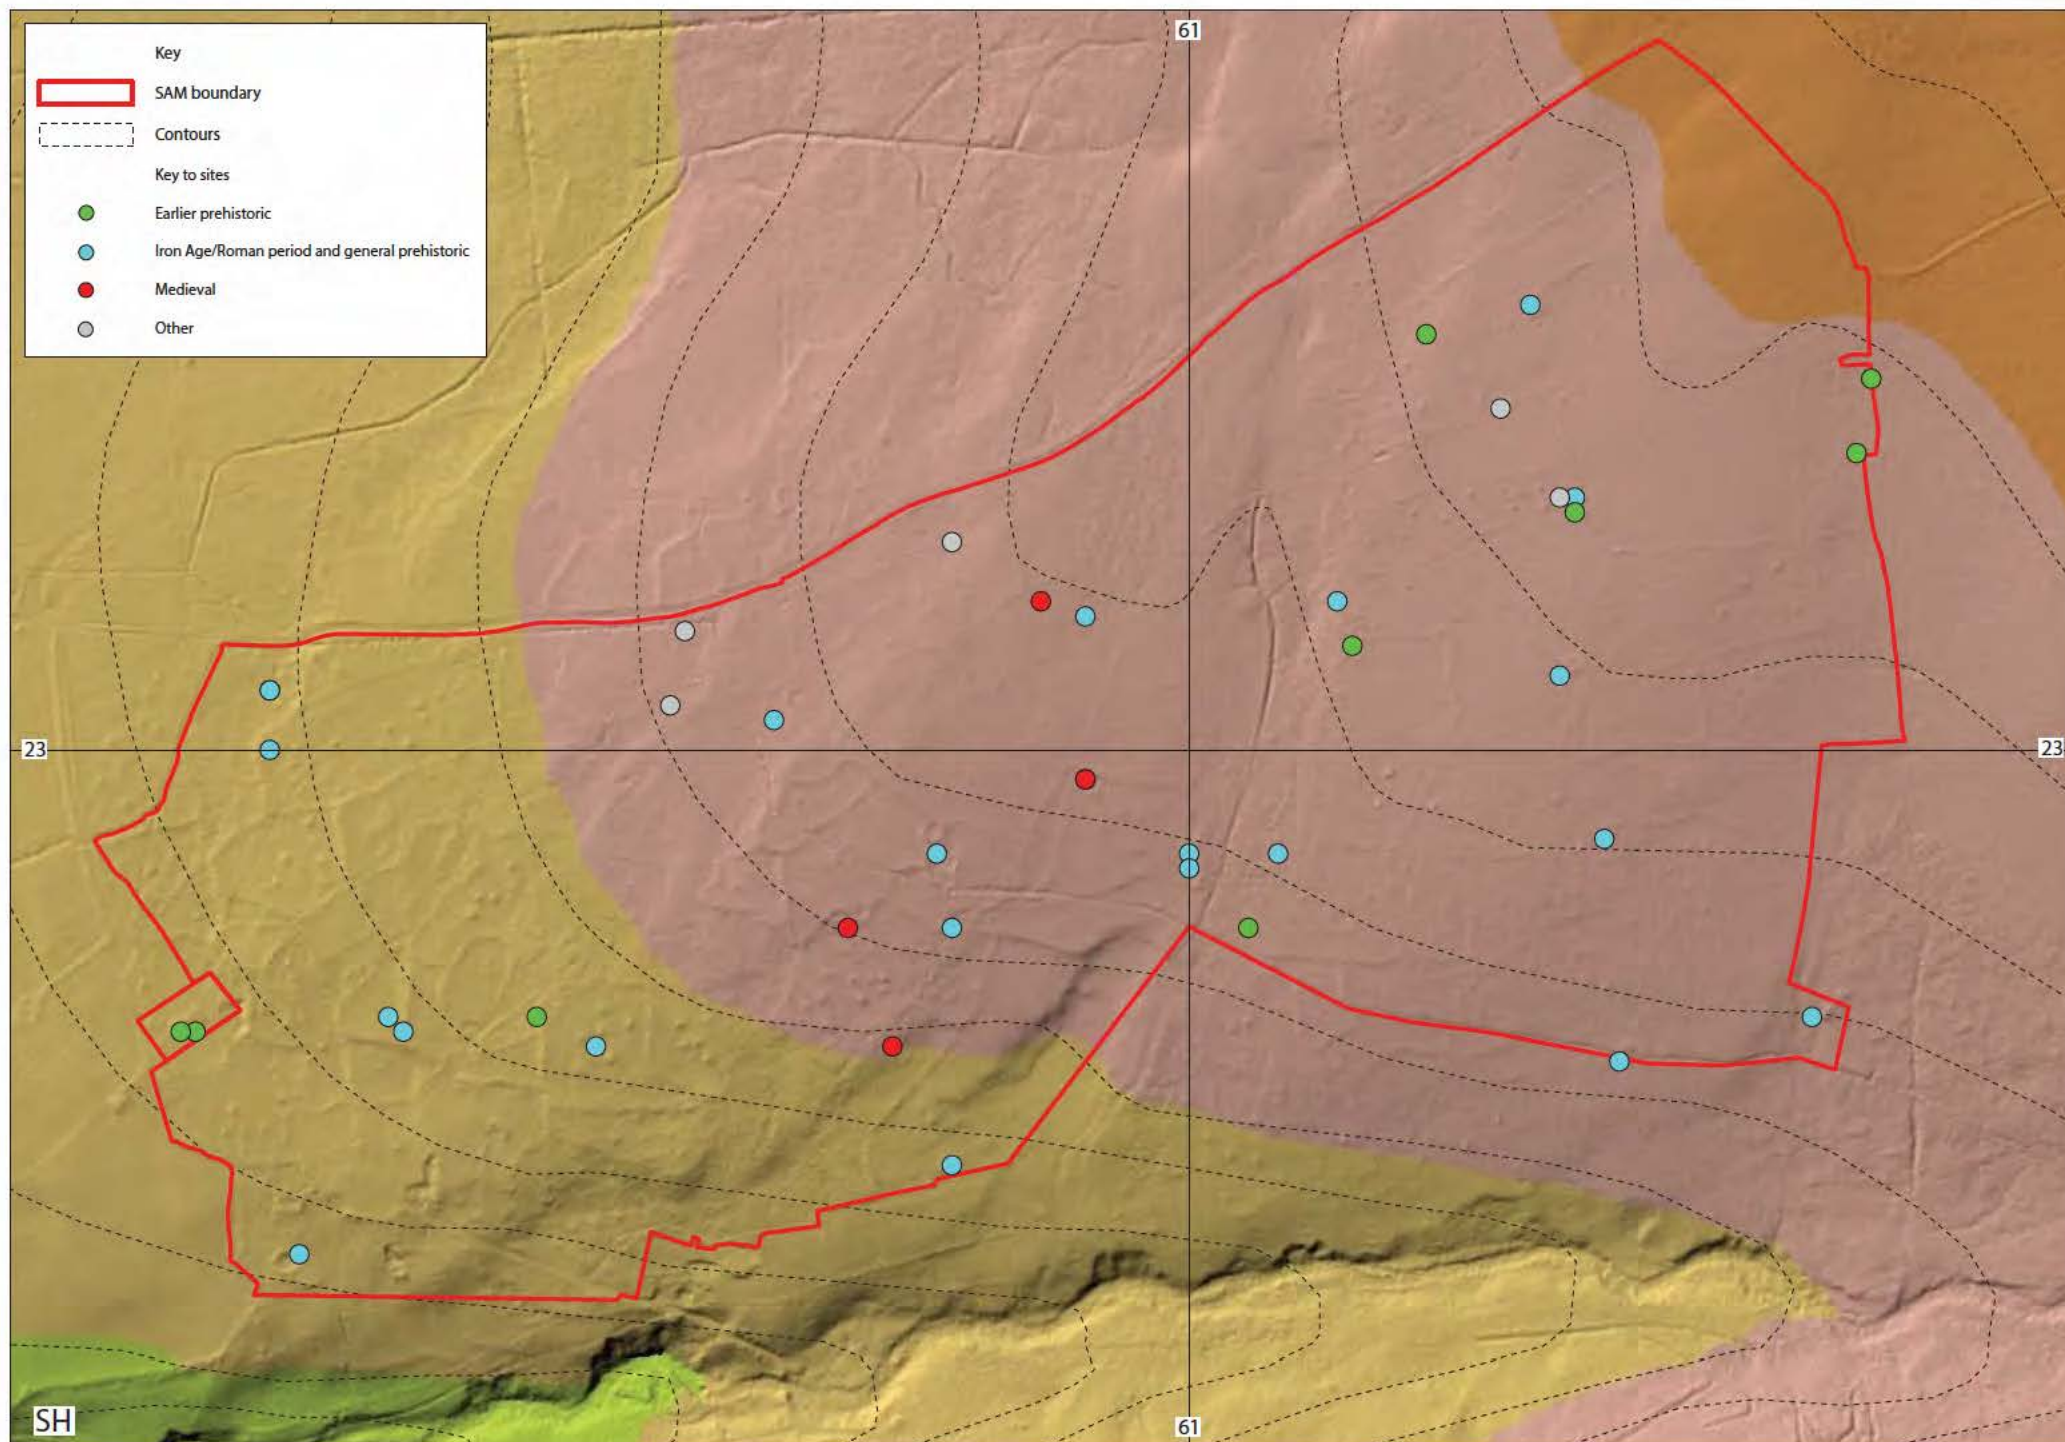 61
Key
SAM boundary
Contours
Key to sites
Earlier prehistoric
Iron Age/Roman period and general prehistoric
Medieval
Other
23
23
SH
61